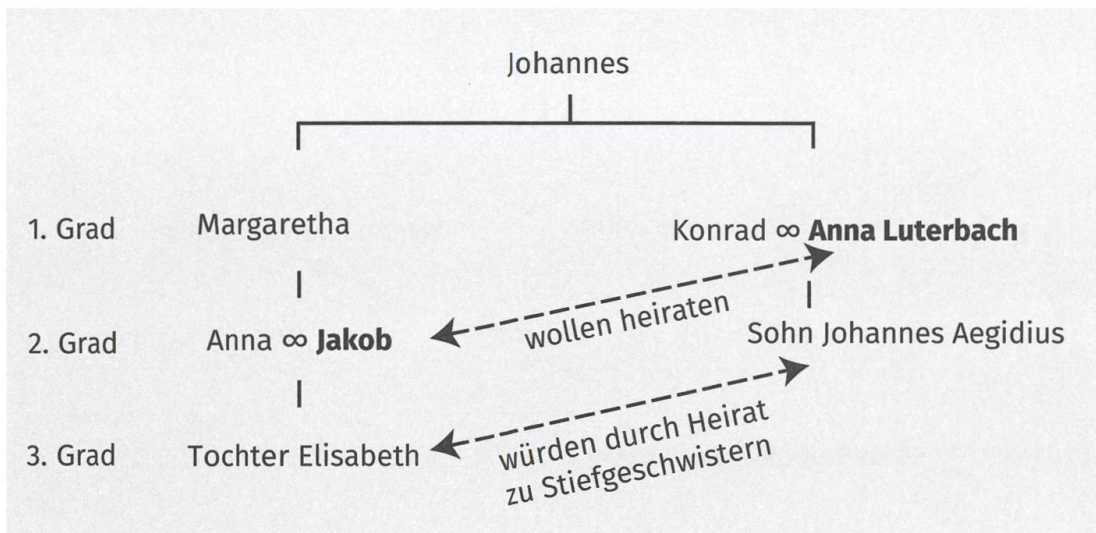 Johannes
1. Grad Margaretha Konrad ∞ Anna Luterbach
wollen heiraten
2. Grad Anna ∞ Jakob Sohn Johannes Aegidius
würden durch Heirat
zu Stiefgeschwistern
3. Grad Tochter Elisabeth